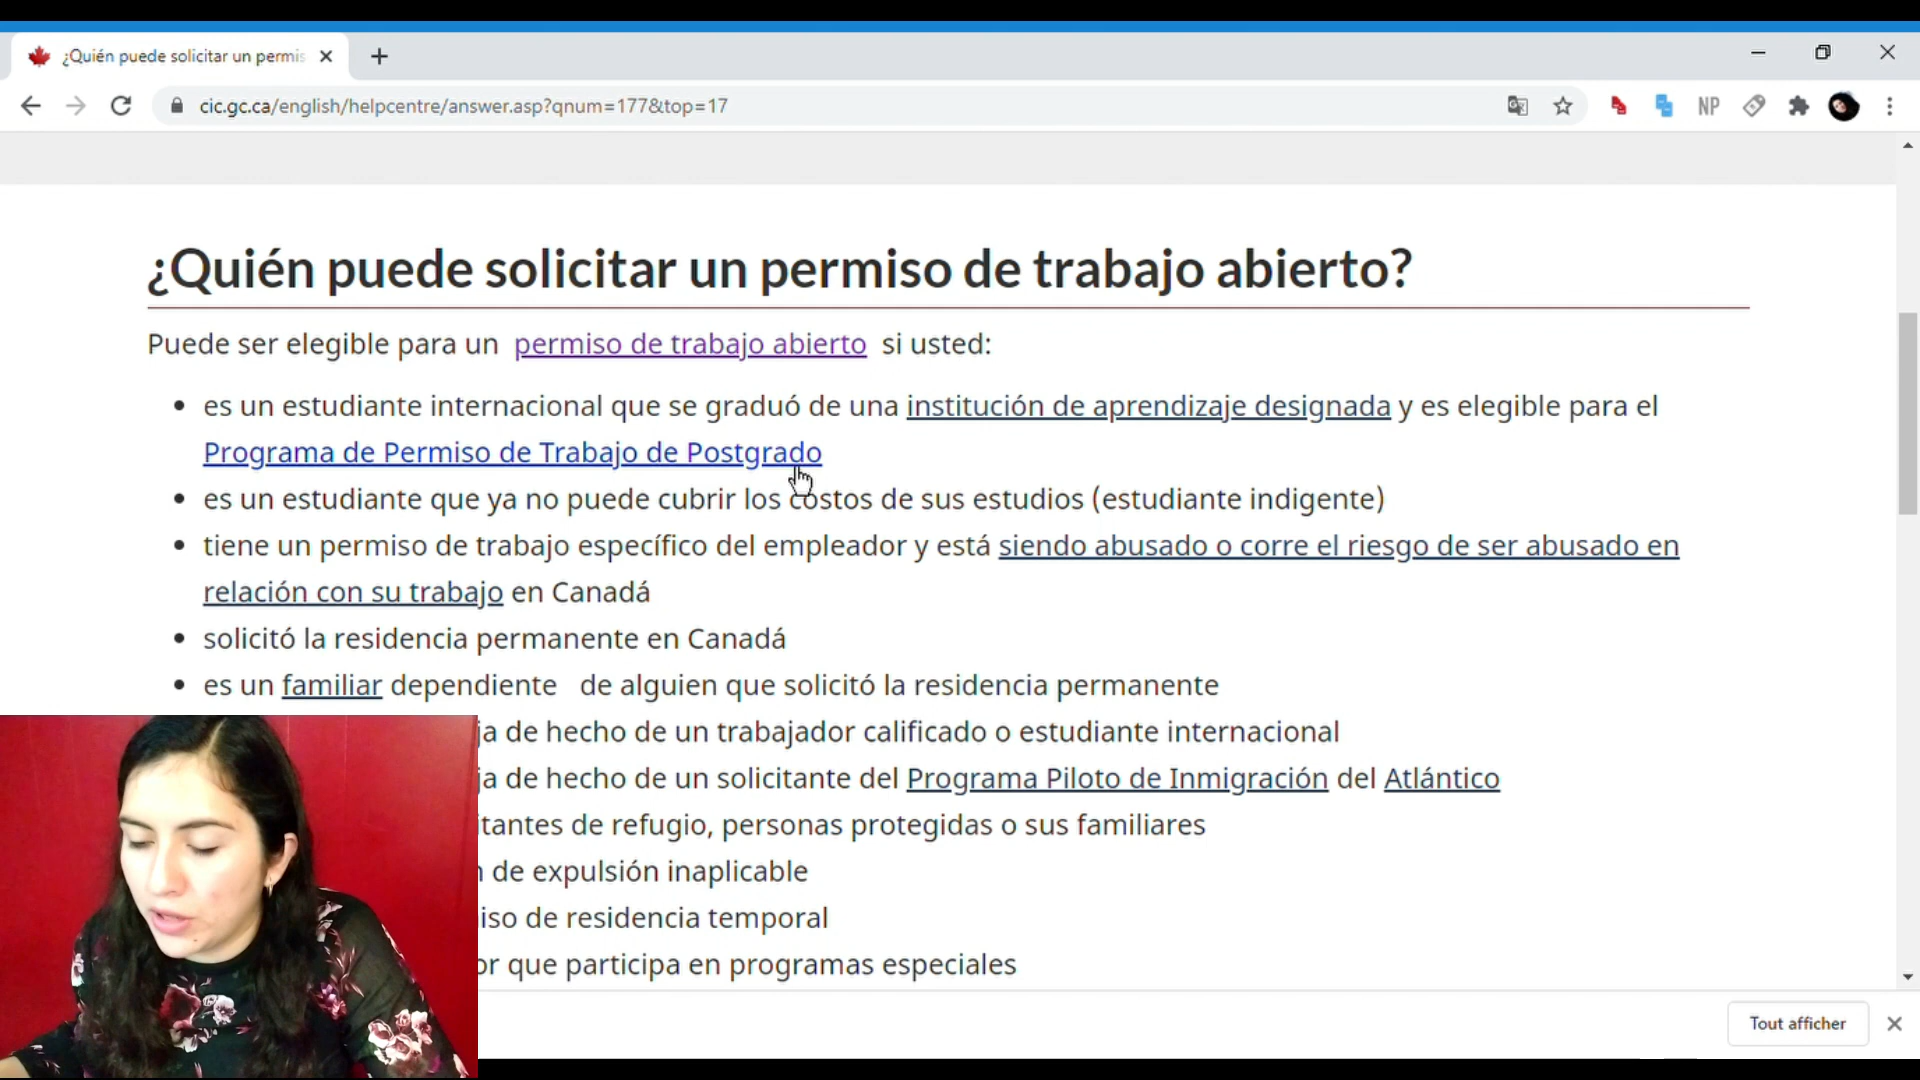 ¿Quién puede solicitar un permis
cic.gc.ca/english/helpcentre/answer.asp?qnum=177&top=17
NP
¿Quién puede solicitar un permiso de trabajo abierto?
Puede ser elegible para un permiso de trabajo abierto si usted:
es un estudiante internacional que se graduó de una institución de aprendizaje designada y es elegible para el
Programa de Permiso de Trabajo de Postgrado
es un estudiante que ya no puede cubrir los costos de sus estudios (estudiante indigente)
tiene un permiso de trabajo específico del empleador y está siendo abusado o corre el riesgo de ser abusado en
relación con su trabajo en Canadá
solicitó la residencia permanente en Canadá
es un familiar dependiente de alguien que solicitó la residencia permanente
ja de hecho de un trabajador calificado o estudiante internacional
ja de hecho de un solicitante del Programa Piloto de Inmigración del Atlántico
itantes de refugio, personas protegidas o sus familiares
n de expulsión inaplicable
iso de residencia temporal
or que participa en programas especiales
Tout afficher